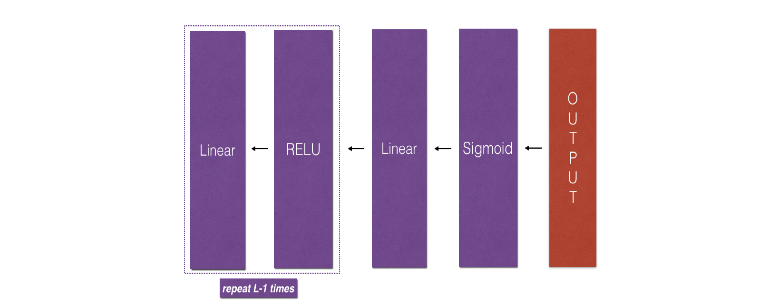 Linear
RELU
Linear
Sigmoid
OUTPUT
repeat L-1 times